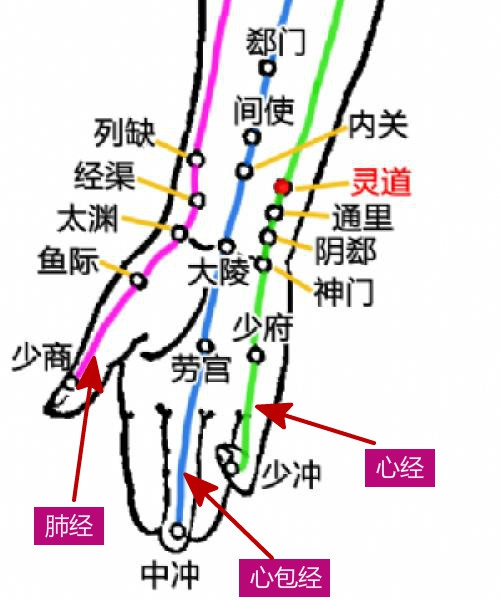 郄门
间使
内关
列缺
经渠
灵道
太渊
通里
鱼际
阴郄
大陵
神门
少府
少商
劳宫
心经
少冲
肺经
中冲
心包经